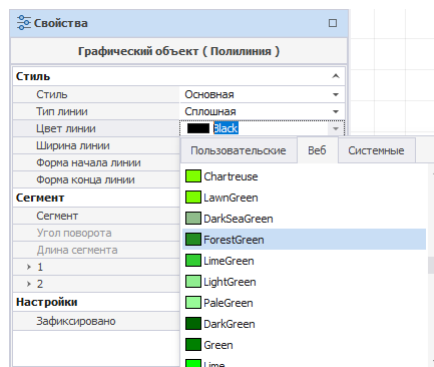 Свойства
Графический объект ( Полилиния )
Стиль
Стиль Основная
Тип линии Сплошная
Цвет линии Black
Ширина линии
Форма начала линии
Форма конца линии
Сегмент
Сегмент
Угол поворота
Длина сегмента
1
2
Настройки
Зафиксировано
Пользовательские Веб Системные
Chartreuse
LawnGreen
DarkSeaGreen
ForestGreen
LimeGreen
LightGreen
PaleGreen
DarkGreen
Green
Lime